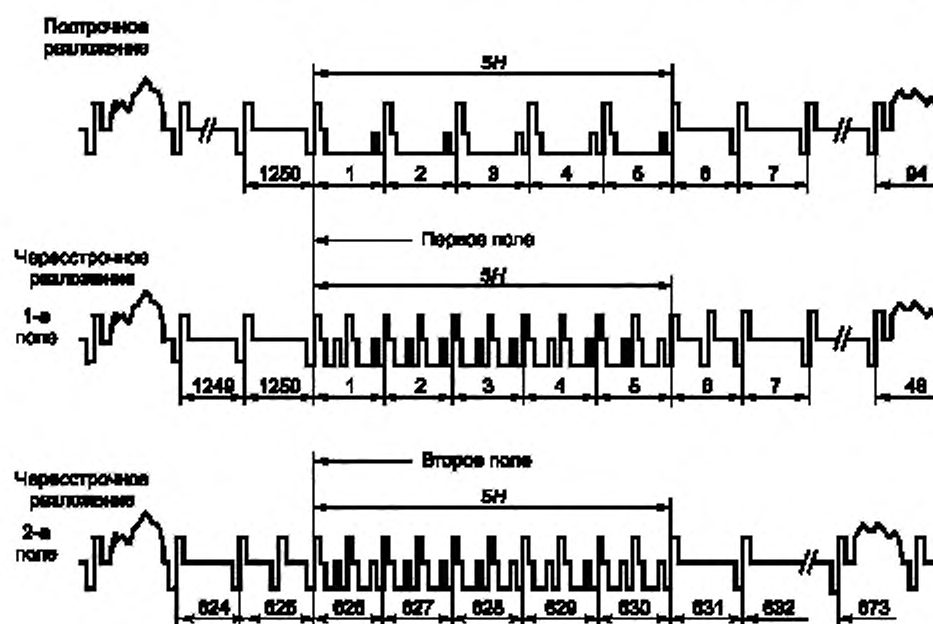 Построчное
разложение
5H
1250 1 2 3 4 5 6 7 94
Первое поле
Чересстрочное
разложение
5H
1-е
поле
1249 1250 1 2 3 4 5 6 7 48
Второе поле
Чересстрочное
разложение
5H
2-е
поле
624 625 626 627 628 629 630 631 632 673